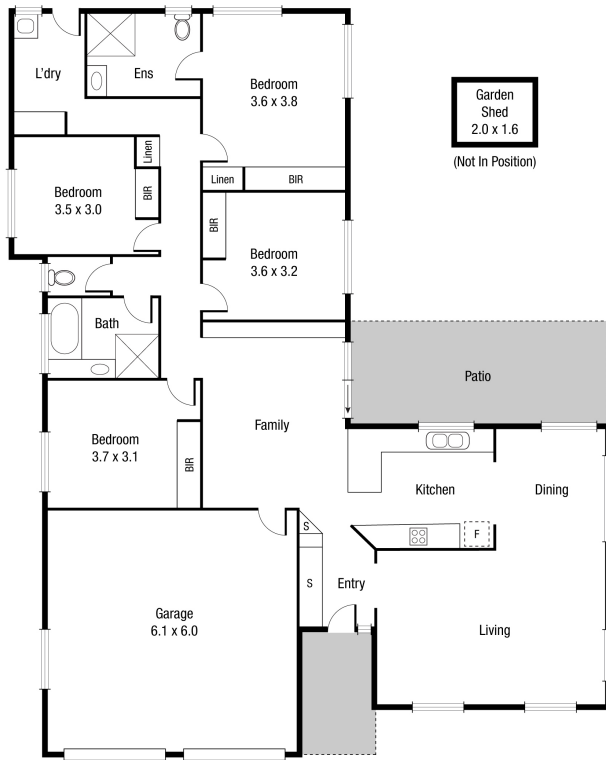 L'dry
Ens
Bedroom
3.6 x 3.8
Garden
Shed
2.0 x 1.6
(Not In Position)
Linen
BIR
Bedroom
3.5 x 3.0
Linen
BIR
BIR
Bedroom
3.6 x 3.2
Bath
Patio
Family
Bedroom
3.7 x 3.1
BIR
Kitchen
Dining
S
F
S
Entry
Garage
6.1 x 6.0
Living